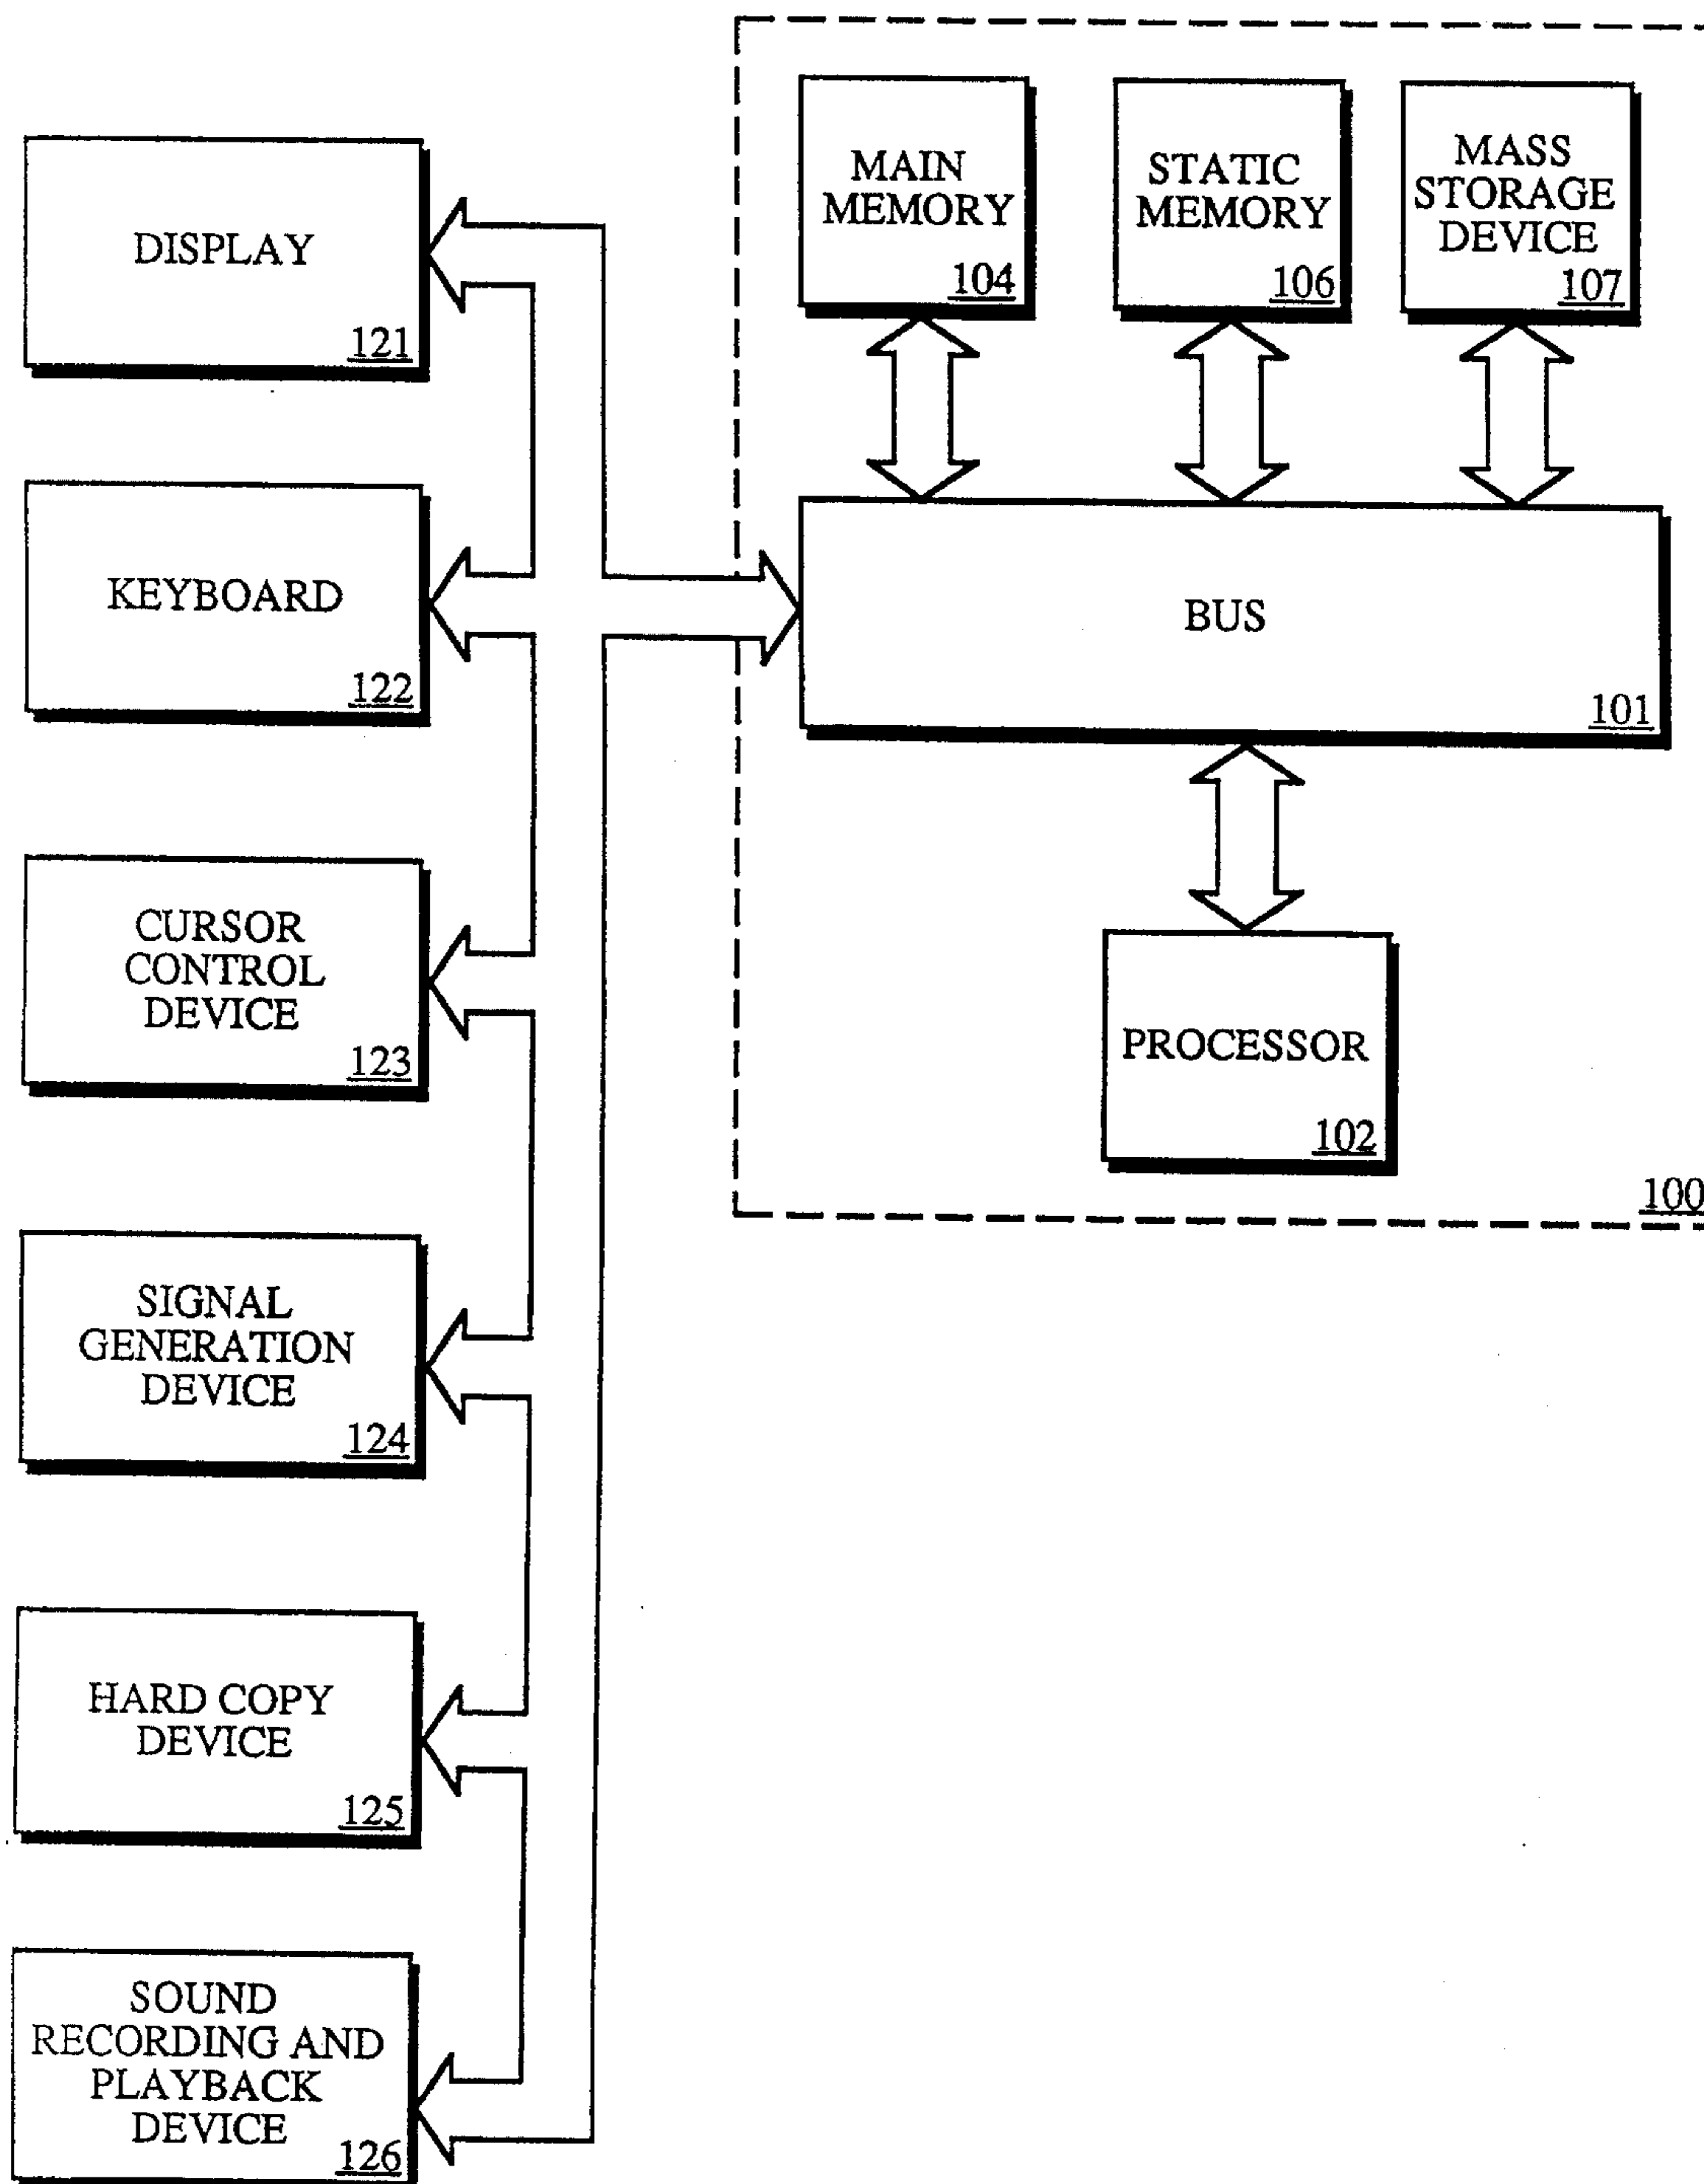 DISPLAY
121
KEYBOARD
122
CURSOR
CONTROL
DEVICE
123
SIGNAL
GENERATION
DEVICE
124
HARD COPY
DEVICE
125
SOUND
RECORDING AND
PLAYBACK
DEVICE
126
MAIN
MEMORY
104
STATIC
MEMORY
106
MASS
STORAGE
DEVICE
107
BUS
101
PROCESSOR
102
100